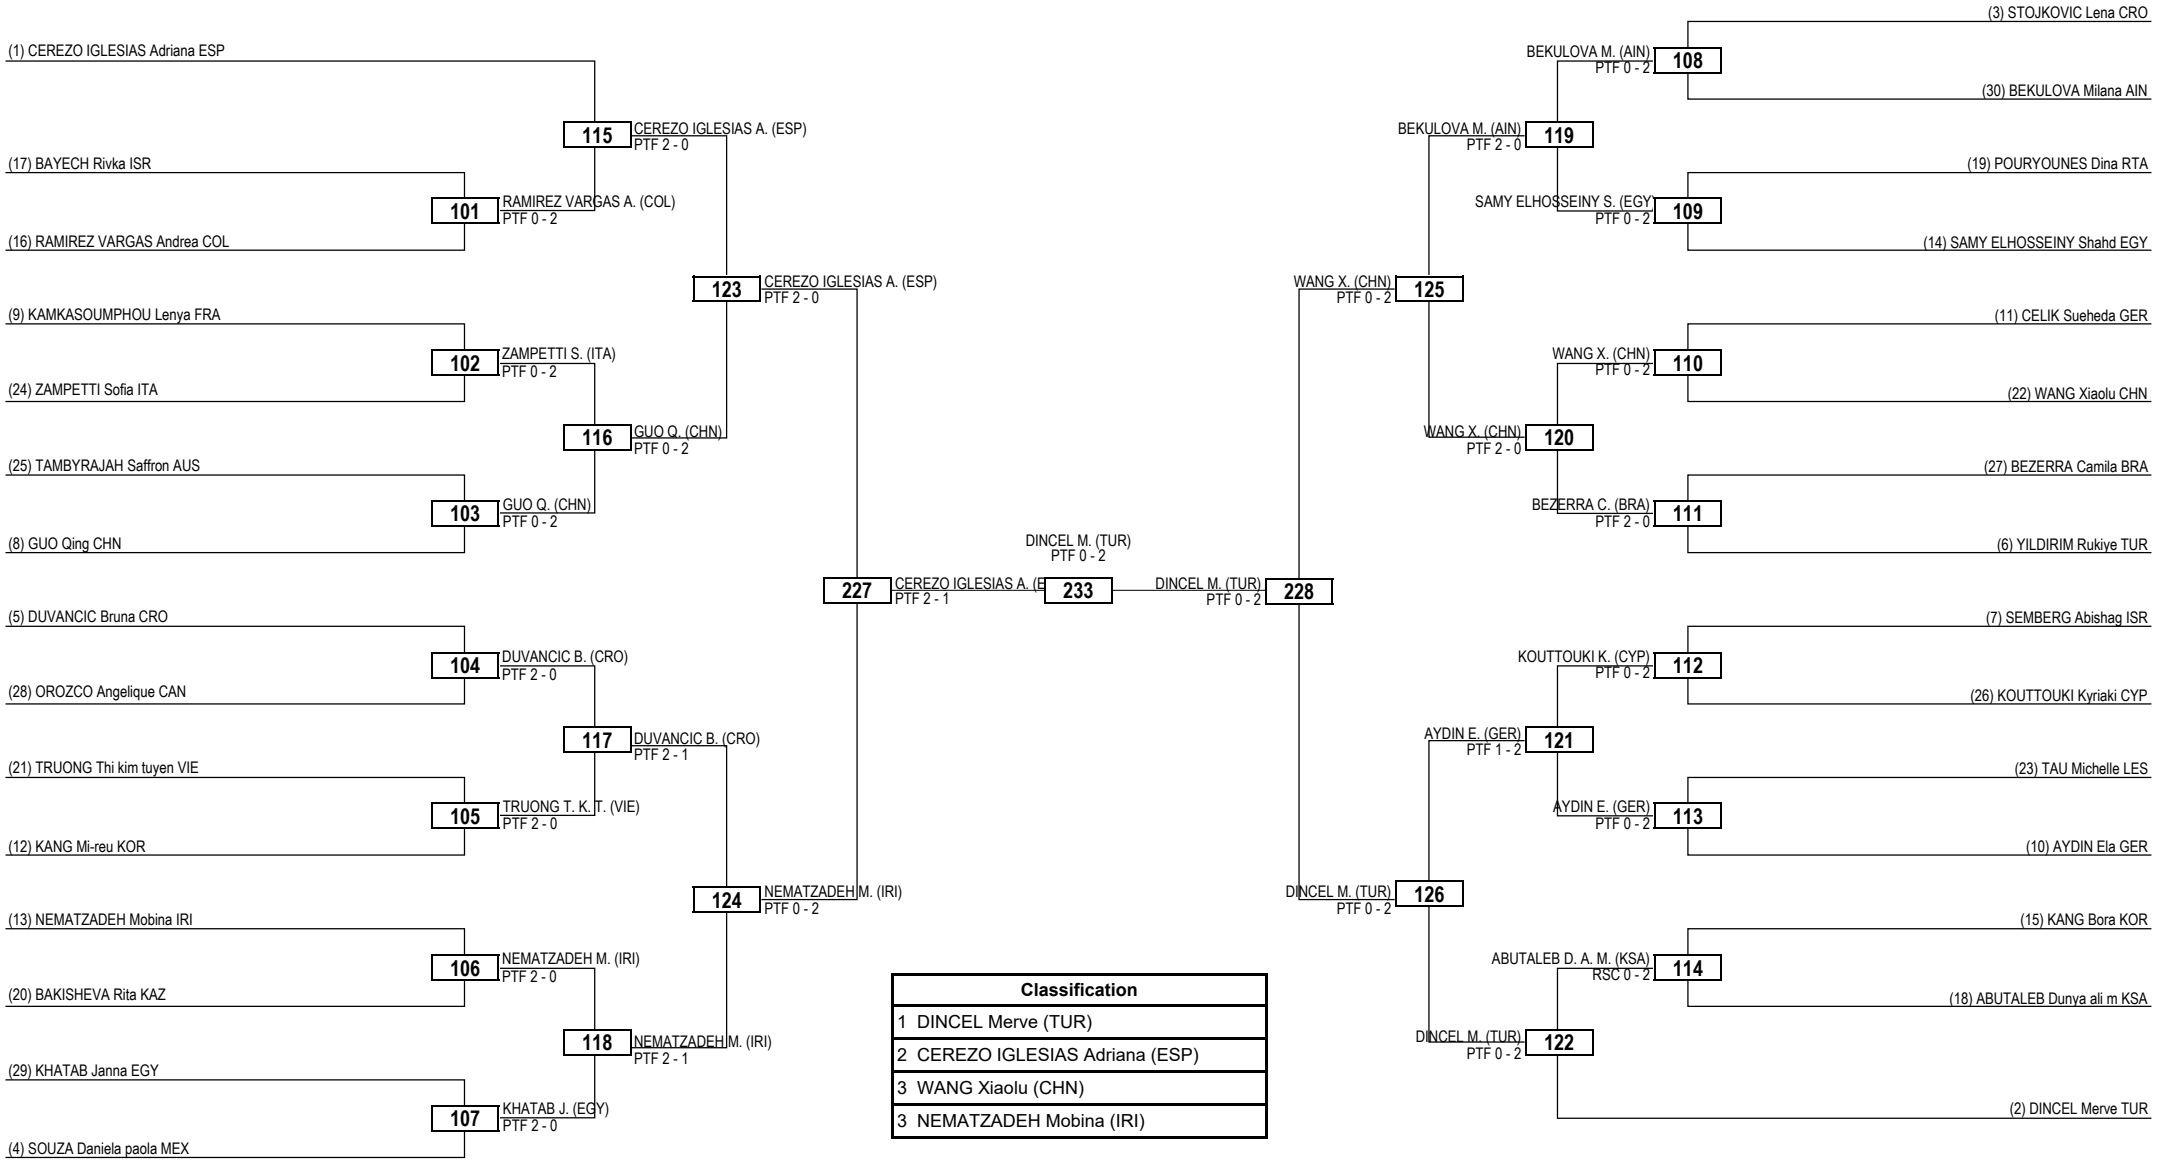 (1) CEREZO IGLESIAS Adriana ESP
115
CEREZO IGLESIAS A. (ESP)
PTF 2 - 0
(17) BAYECH Rivka ISR
101
RAMIREZ VARGAS A. (COL)
PTF 0 - 2
(16) RAMIREZ VARGAS Andrea COL
123
CEREZO IGLESIAS A. (ESP)
PTF 2 - 0
(9) KAMKASOUMPHOU Lenya FRA
102
ZAMPETTI S. (ITA)
PTF 0 - 2
(24) ZAMPETTI Sofia ITA
116
GUO Q. (CHN)
PTF 0 - 2
(25) TAMBYRAJAH Saffron AUS
103
GUO Q. (CHN)
PTF 0 - 2
(8) GUO Qing CHN
227
CEREZO IGLESIAS A. (E
PTF 2 - 1
(5) DUVANCIC Bruna CRO
104
DUVANCIC B. (CRO)
PTF 2 - 0
(28) OROZCO Angelique CAN
117
DUVANCIC B. (CRO)
PTF 2 - 1
(21) TRUONG Thi kim tuyen VIE
105
TRUONG T. K. T. (VIE)
PTF 2 - 0
(12) KANG Mi-reu KOR
124
NEMATZADEH M. (IRI)
PTF 0 - 2
(13) NEMATZADEH Mobina IRI
106
NEMATZADEH M. (IRI)
PTF 2 - 0
(20) BAKISHEVA Rita KAZ
118
NEMATZADEH M. (IRI)
PTF 2 - 1
(29) KHATAB Janna EGY
107
KHATAB J. (EGY)
PTF 2 - 0
(4) SOUZA Daniela paola MEX
DINCEL M. (TUR)
PTF 0 - 2
233
(3) STOJKOVIC Lena CRO
BEKULOVA M. (AIN)
PTF 0 - 2
108
(30) BEKULOVA Milana AIN
BEKULOVA M. (AIN)
PTF 2 - 0
119
(19) POURYOUNES Dina RTA
SAMY ELHOSSEINY S. (EGY)
PTF 0 - 2
109
(14) SAMY ELHOSSEINY Shahd EGY
WANG X. (CHN)
PTF 0 - 2
125
(11) CELIK Sueheda GER
WANG X. (CHN)
PTF 0 - 2
110
(22) WANG Xiaolu CHN
WANG X. (CHN)
PTF 2 - 0
120
(27) BEZERRA Camila BRA
BEZERRA C. (BRA)
PTF 2 - 0
111
(6) YILDIRIM Rukiye TUR
DINCEL M. (TUR)
PTF 0 - 2
228
(7) SEMBERG Abishag ISR
KOUTTOUKI K. (CYP)
PTF 0 - 2
112
(26) KOUTTOUKI Kyriaki CYP
AYDIN E. (GER)
PTF 1 - 2
121
(23) TAU Michelle LES
AYDIN E. (GER)
PTF 0 - 2
113
(10) AYDIN Ela GER
DINCEL M. (TUR)
PTF 0 - 2
126
(15) KANG Bora KOR
ABUTALEB D. A. M. (KSA)
RSC 0 - 2
114
(18) ABUTALEB Dunya ali m KSA
DINCEL M. (TUR)
PTF 0 - 2
122
(2) DINCEL Merve TUR
Classification
1 DINCEL Merve (TUR)
2 CEREZO IGLESIAS Adriana (ESP)
3 WANG Xiaolu (CHN)
3 NEMATZADEH Mobina (IRI)